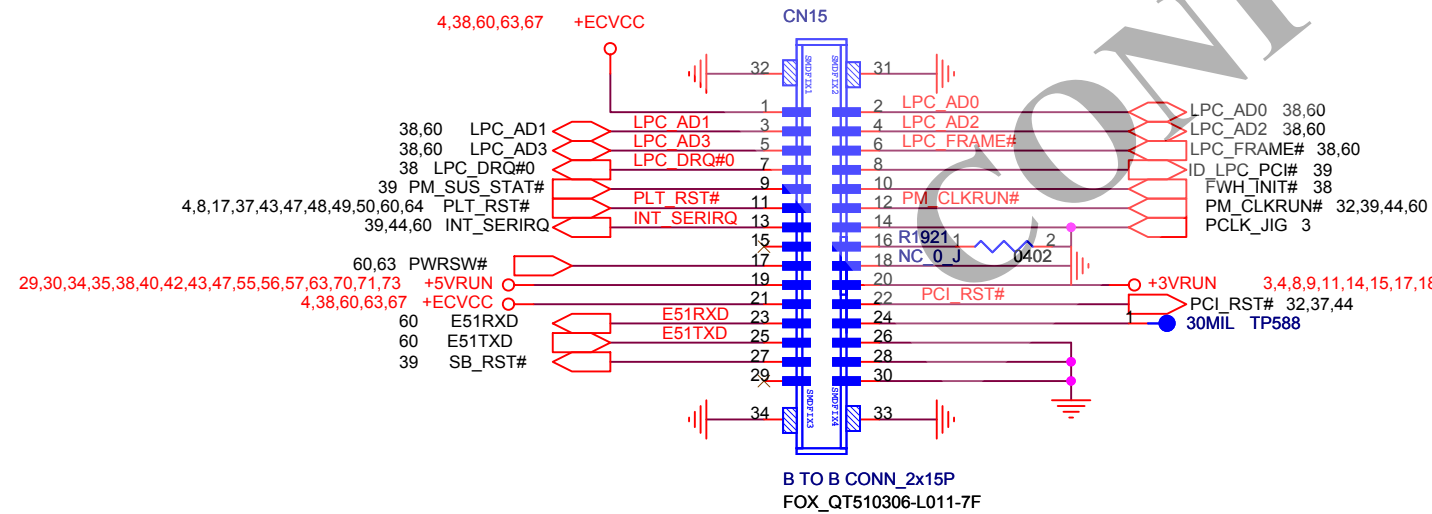 4,38,60,63,67 +ECVCC
CN15
32 SMDFIX1 SMDFIX2 31
1 2 LPC_AD0 LPC_AD0 38,60
38,60 LPC_AD1 LPC_AD1 3 4 LPC_AD2 LPC_AD2 38,60
38,60 LPC_AD3 LPC_AD3 5 6 LPC_FRAME# LPC_FRAME# 38,60
38 LPC_DRQ#0 LPC_DRQ#0 7 8 ID_LPC_PCI# 39
39 PM_SUS_STAT# 9 10 FWH_INIT# 38
4,8,17,37,43,47,48,49,50,60,64 PLT_RST# PLT_RST# 11 12 PM_CLKRUN# PM_CLKRUN# 32,39,44,60
39,44,60 INT_SERIRQ INT_SERIRQ 13 14 PCLK_JIG 3
15 16 R1921 1 2
60,63 PWRSW# 17 18 NC_0_J 0402
29,30,34,35,38,40,42,43,47,55,56,57,63,70,71,73 +5VRUN 19 20 +3VRUN 3,4,8,9,11,14,15,17,18
4,38,60,63,67 +ECVCC 21 22 PCI_RST# PCI_RST# 32,37,44
60 E51RXD E51RXD 23 24 1 30MIL TP588
60 E51TXD E51TXD 25 26
39 SB_RST# 27 28
29 30
34 SMDFIX3 SMDFIX4 33
B TO B CONN_2x15P
FOX_QT510306-L011-7F